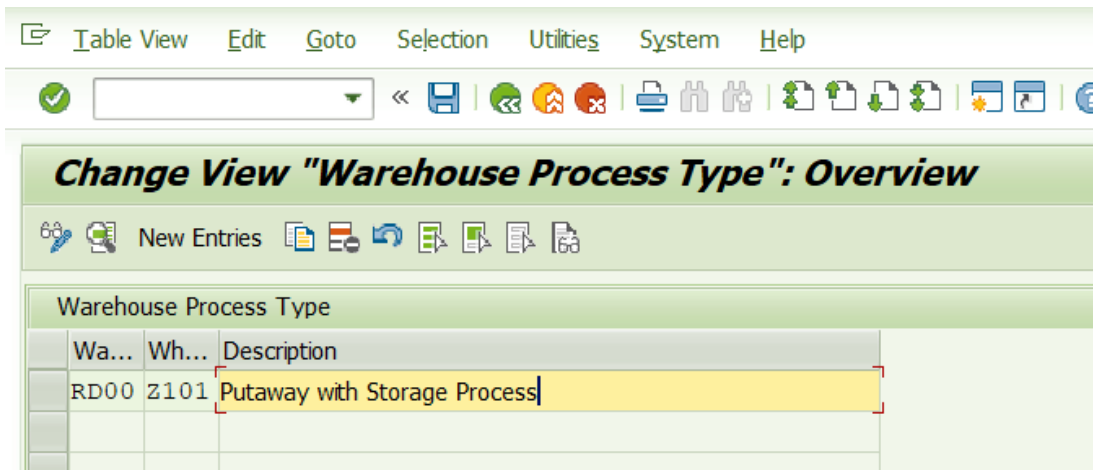 Table View Edit Goto Selection Utilities System Help
Change View "Warehouse Process Type": Overview
New Entries
Warehouse Process Type
Wa... Wh... Description
RD00 Z101 Putaway with Storage Process